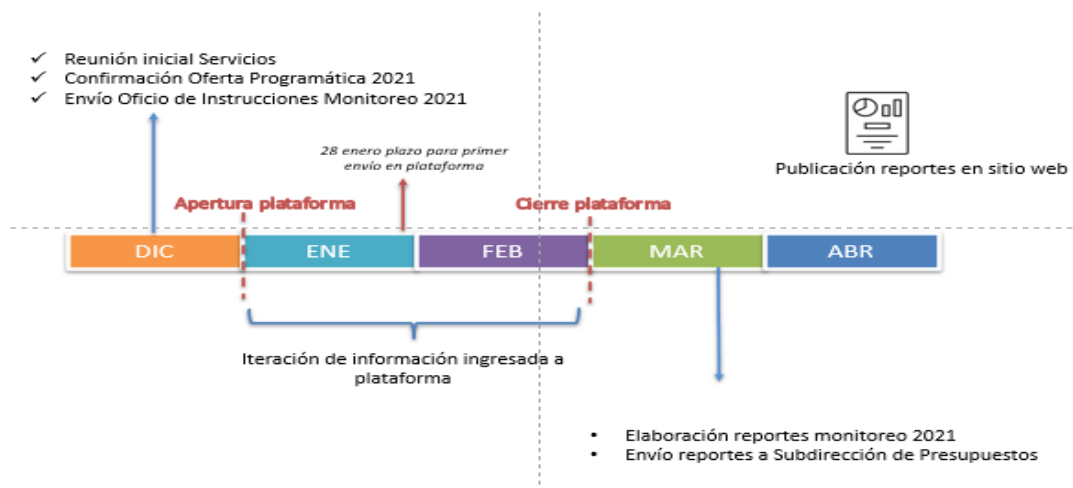 ✓ Reunión inicial Servicios
✓ Confirmación Oferta Programática 2021
✓ Envío Oficio de Instrucciones Monitoreo 2021
28 enero plazo para primer
envío en plataforma
Publicación reportes en sitio web
Apertura plataforma
Cierre plataforma
DIC
ENE
FEB
MAR
ABR
Iteración de información ingresada a
plataforma
• Elaboración reportes monitoreo 2021
• Envío reportes a Subdirección de Presupuestos